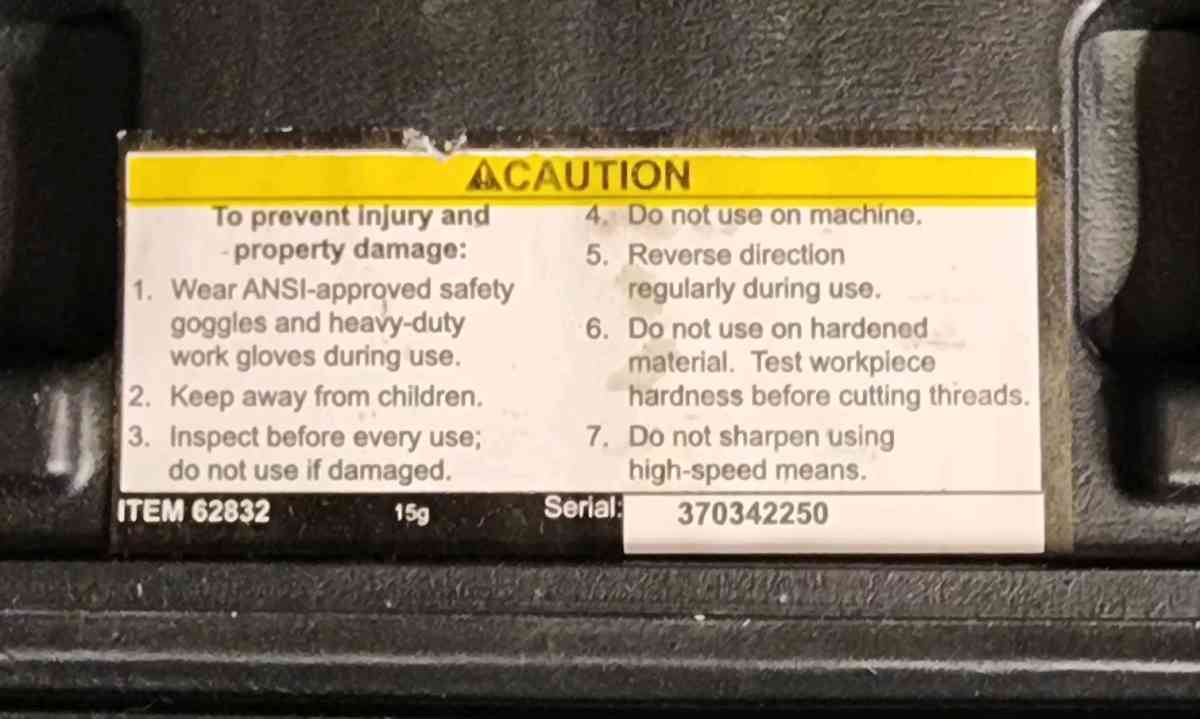 ⚠CAUTION
To prevent injury and
property damage:
1. Wear ANSI-approved safety
goggles and heavy-duty
work gloves during use.
2. Keep away from children.
3. Inspect before every use;
do not use if damaged.
4. Do not use on machine.
5. Reverse direction
regularly during use.
6. Do not use on hardened
material. Test workpiece
hardness before cutting threads.
7. Do not sharpen using
high-speed means.
ITEM 62832 15g Serial: 370342250